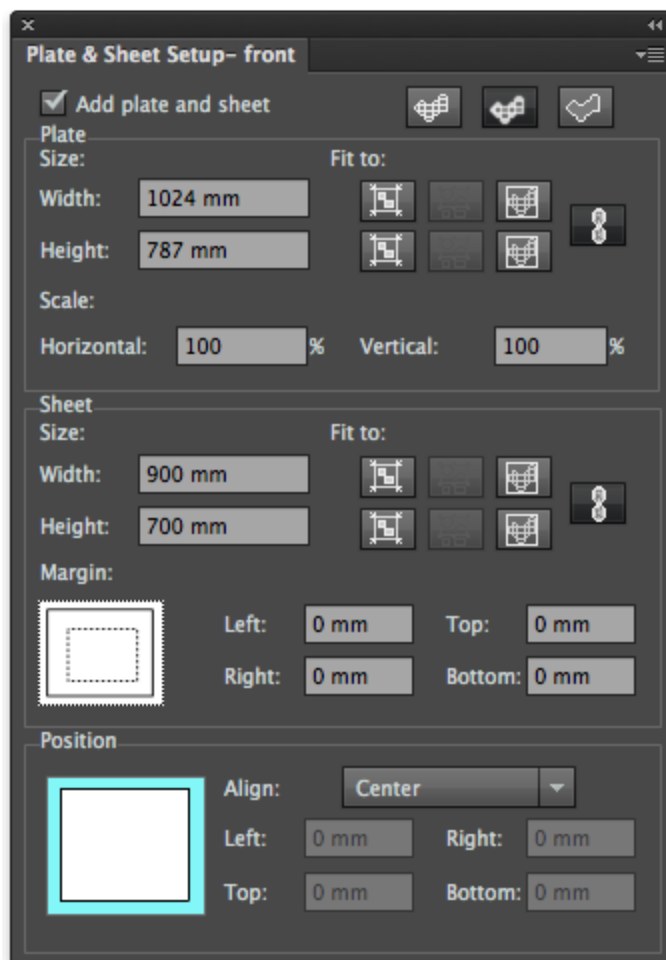 Plate & Sheet Setup– front
Add plate and sheet
Plate
Size: Fit to:
Width: 1024 mm
Height: 787 mm
Scale:
Horizontal: 100 % Vertical: 100 %
Sheet
Size: Fit to:
Width: 900 mm
Height: 700 mm
Margin:
Left: 0 mm Top: 0 mm
Right: 0 mm Bottom: 0 mm
Position
Align: Center
Left: 0 mm Right: 0 mm
Top: 0 mm Bottom: 0 mm